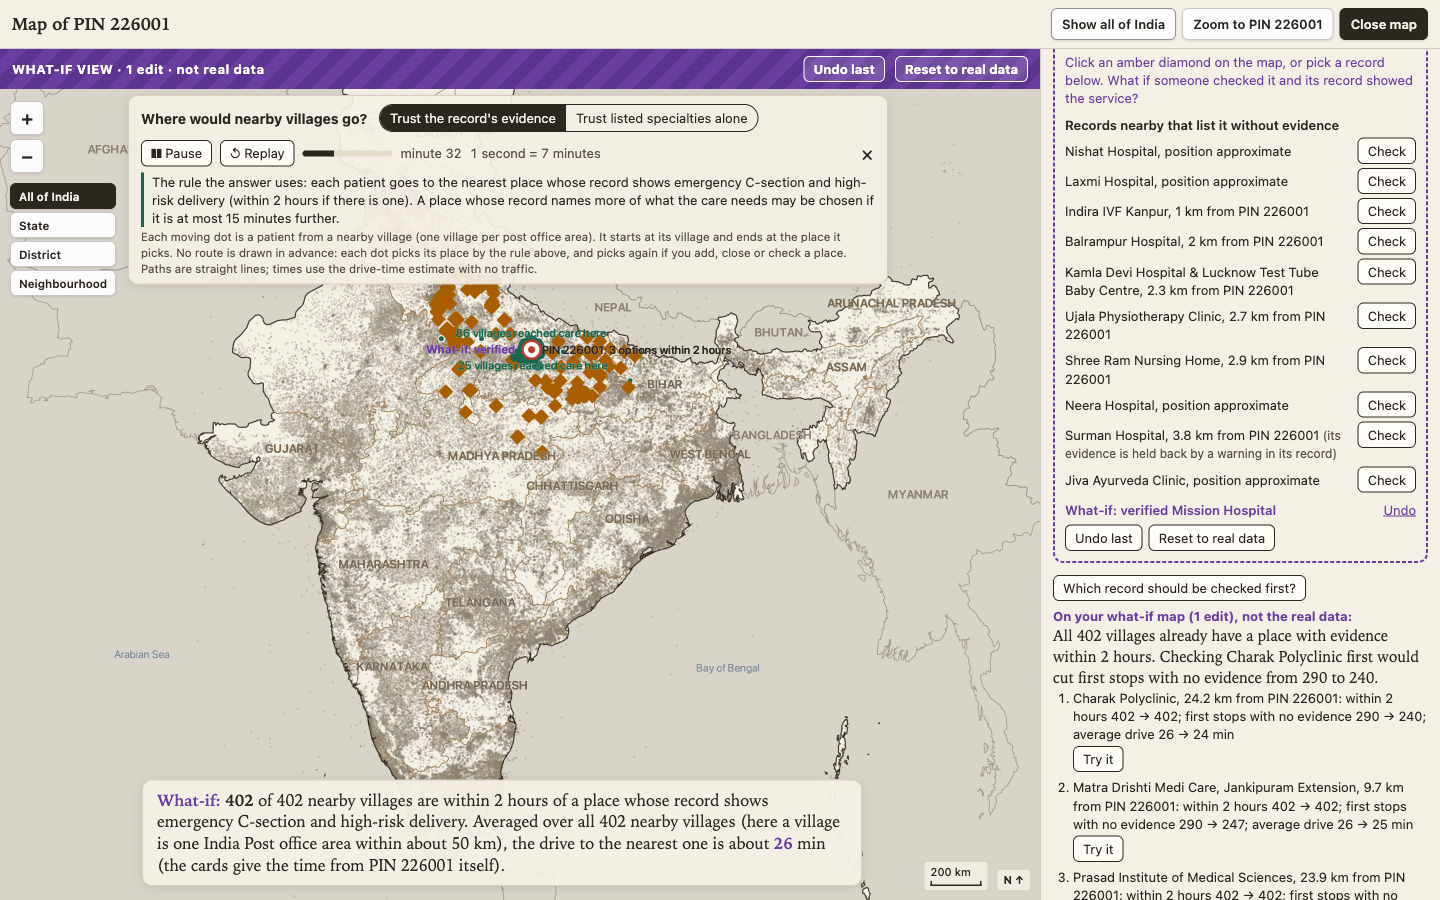 Map of PIN 226001
Show all of India
Zoom to PIN 226001
Close map
WHAT-IF VIEW · 1 edit · not real data
Undo last
Reset to real data
+
−
All of India
State
District
Neighbourhood
Where would nearby villages go?
Trust the record's evidence
Trust listed specialties alone
Pause
Replay
minute 32 1 second = 7 minutes
×
The rule the answer uses: each patient goes to the nearest place whose record shows emergency C-section and high-
risk delivery (within 2 hours if there is one). A place whose record names more of what the care needs may be chosen if
it is at most 15 minutes further.
Each moving dot is a patient from a nearby village (one village per post office area). It starts at its village and ends at the place it
picks. No route is drawn in advance: each dot picks its place by the rule above, and picks again if you add, close or check a place.
Paths are straight lines; times use the drive-time estimate with no traffic.
AFGHA
NEPAL
ARUNACHAL PRADESH
BHUTAN
86 villages reached care here
What-if: verified
PIN 226001: 3 options within 2 hours
25 villages reached care here
ASSAM
BIHAR
BANGLADESH
GUJARAT
MADHYA PRADESH
WEST BENGAL
CHHATTISGARH
MYANMAR
ODISHA
MAHARASHTRA
TELANGANA
Arabian Sea
KARNATAKA
Bay of Bengal
ANDHRA PRADESH
What-if: 402 of 402 nearby villages are within 2 hours of a place whose record shows
emergency C-section and high-risk delivery. Averaged over all 402 nearby villages (here a village
is one India Post office area within about 50 km), the drive to the nearest one is about 26 min
(the cards give the time from PIN 226001 itself).
200 km
N ↑
Click an amber diamond on the map, or pick a record
below. What if someone checked it and its record showed
the service?
Records nearby that list it without evidence
Nishat Hospital, position approximate
Check
Laxmi Hospital, position approximate
Check
Indira IVF Kanpur, 1 km from PIN 226001
Check
Balrampur Hospital, 2 km from PIN 226001
Check
Kamla Devi Hospital & Lucknow Test Tube
Baby Centre, 2.3 km from PIN 226001
Check
Ujala Physiotherapy Clinic, 2.7 km from PIN
226001
Check
Shree Ram Nursing Home, 2.9 km from PIN
226001
Check
Neera Hospital, position approximate
Check
Surman Hospital, 3.8 km from PIN 226001 (its
evidence is held back by a warning in its record)
Check
Jiva Ayurveda Clinic, position approximate
Check
What-if: verified Mission Hospital
Undo
Undo last
Reset to real data
Which record should be checked first?
On your what-if map (1 edit), not the real data:
All 402 villages already have a place with evidence
within 2 hours. Checking Charak Polyclinic first would
cut first stops with no evidence from 290 to 240.
1. Charak Polyclinic, 24.2 km from PIN 226001: within 2
hours 402 → 402; first stops with no evidence 290 → 240;
average drive 26 → 24 min
Try it
2. Matra Drishti Medi Care, Jankipuram Extension, 9.7 km
from PIN 226001: within 2 hours 402 → 402; first stops
with no evidence 290 → 247; average drive 26 → 25 min
Try it
3. Prasad Institute of Medical Sciences, 23.9 km from PIN
226001: within 2 hours 402 → 402; first stops with no